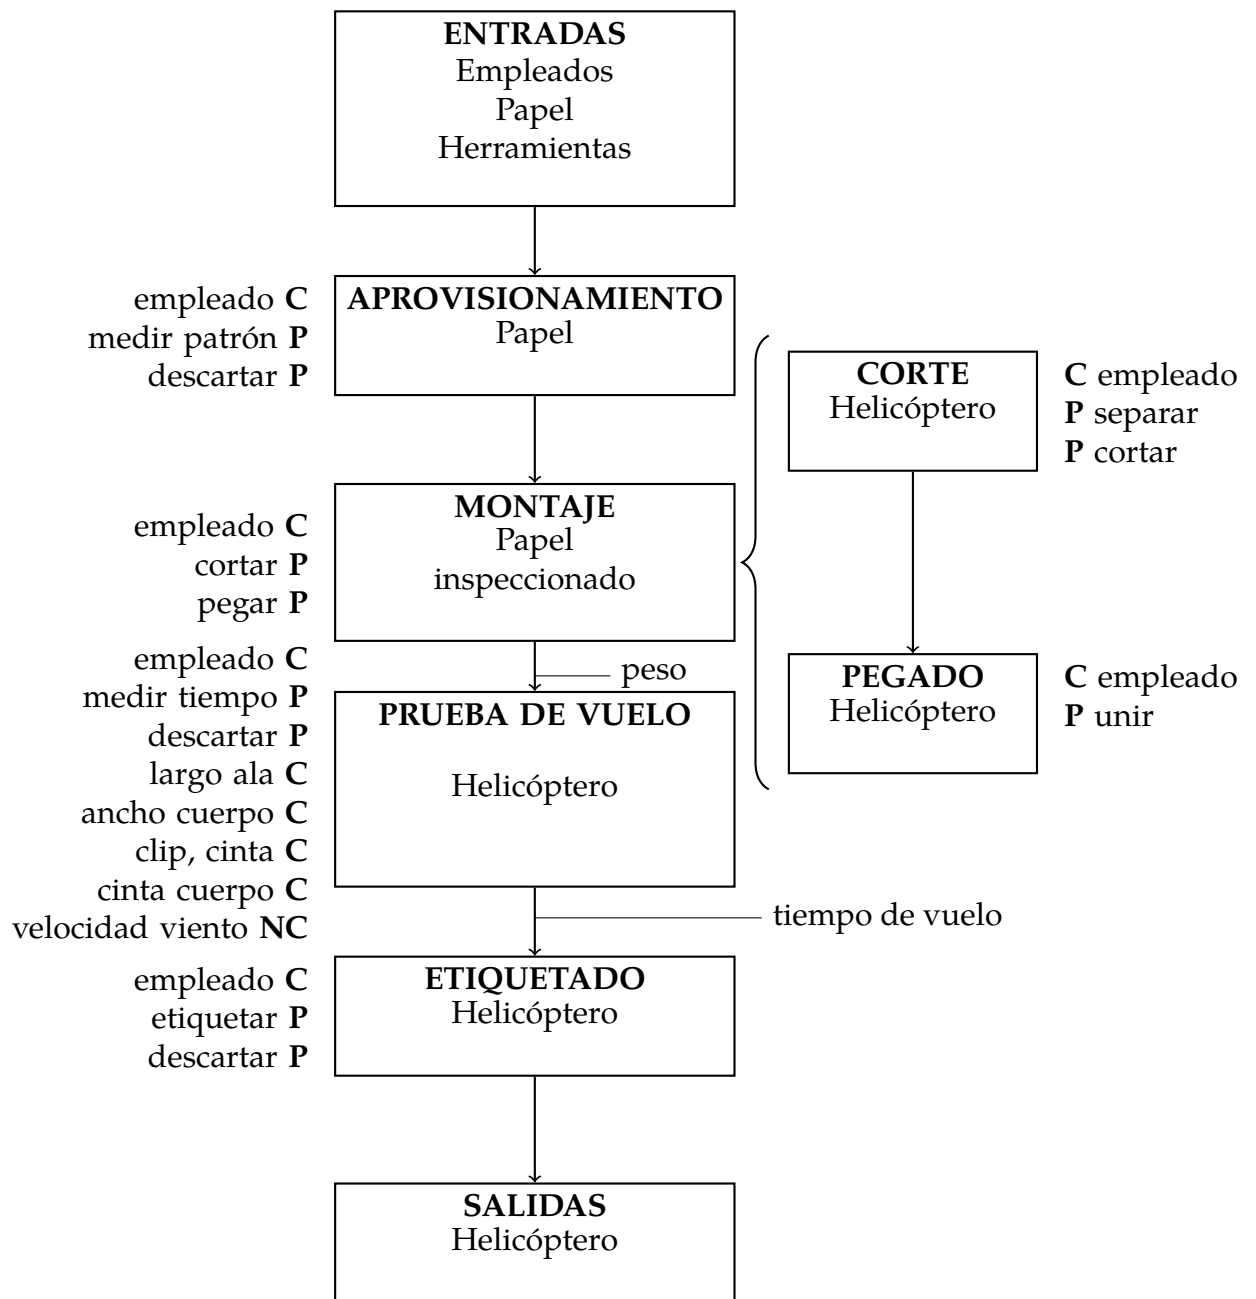 ENTRADAS
Empleados
Papel
Herramientas
empleado C
medir patrón P
descartar P
APROVISIONAMIENTO
Papel
CORTE
Helicóptero
C empleado
P separar
P cortar
empleado C
cortar P
pegar P
MONTAJE
Papel
inspeccionado
PEGADO
Helicóptero
C empleado
P unir
peso
empleado C
medir tiempo P
descartar P
largo ala C
ancho cuerpo C
clip, cinta C
cinta cuerpo C
velocidad viento NC
PRUEBA DE VUELO
Helicóptero
tiempo de vuelo
empleado C
etiquetar P
descartar P
ETIQUETADO
Helicóptero
SALIDAS
Helicóptero